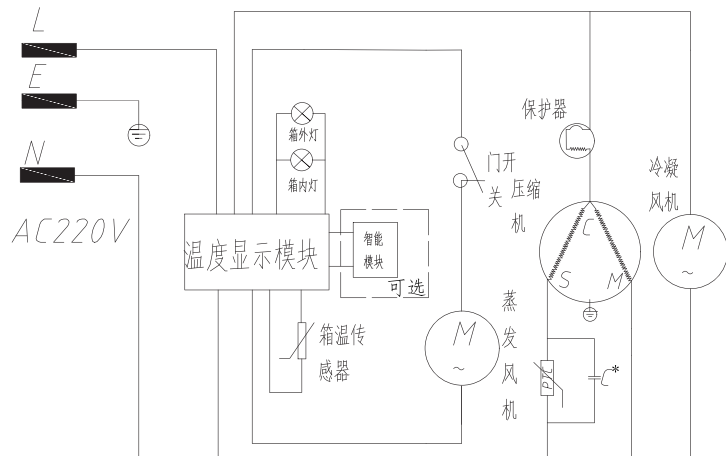 L
E
N
AC220V
箱外灯
箱内灯
温度显示模块
智能
模块
可选
箱温传
感器
门开
关
蒸
发
风
机
M
~
保护器
压缩
机
C
S
M
PTC
C*
冷凝
风机
M
~